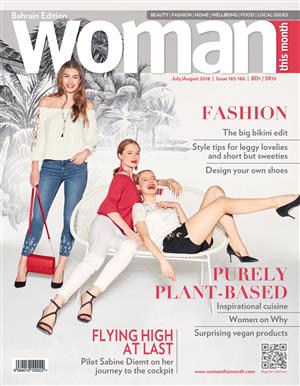 Bahrain Edition
BEAUTY | FASHION | HOME | WELLBEING | FOOD | LOCAL ISSUES
woman
this month
July/August 2018 | Issue 185-186 | BD1 / SR10
FASHION
The big bikini edit
Style tips for leggy lovelies
and short but sweeties
Design your own shoes
PURELY
PLANT-BASED
Inspirational cuisine
Women on Why
Surprising vegan products
FLYING HIGH
AT LAST
Pilot Sabine Diemt on her
journey to the cockpit
www.womanthismonth.com
Digital Edition